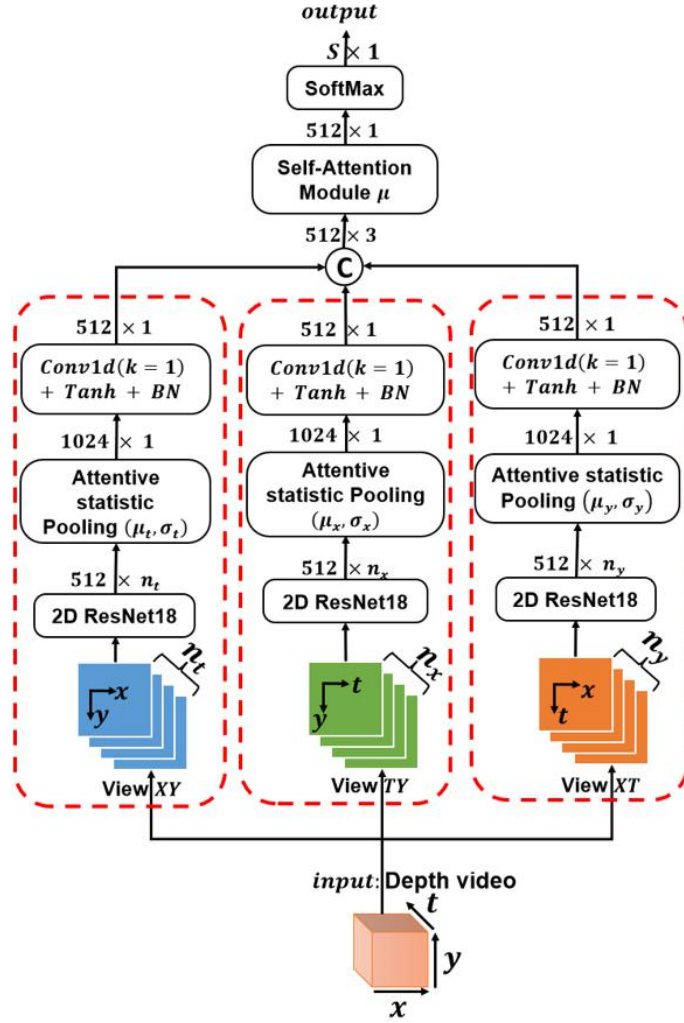 output
S × 1
SoftMax
512 × 1
Self-Attention
Module μ
512 × 3
C
512 × 1
Conv1d(k = 1)
+ Tanh + BN
1024 × 1
Attentive
statistic
Pooling (μt, σt)
512 × nt
2D ResNet18
nt
x
y
View XY
512 × 1
Conv1d(k = 1)
+ Tanh + BN
1024 × 1
Attentive
statistic Pooling
(μx, σx)
512 × nx
2D ResNet18
nx
t
y
View TY
512 × 1
Conv1d(k = 1)
+ Tanh + BN
1024 × 1
Attentive statistic
Pooling (μy, σy)
512 × ny
2D ResNet18
ny
x
t
View XT
input: Depth video
t
y
x